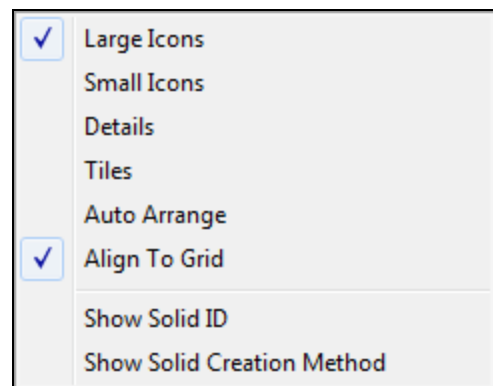 Large Icons
Small Icons
Details
Tiles
Auto Arrange
Align To Grid
Show Solid ID
Show Solid Creation Method